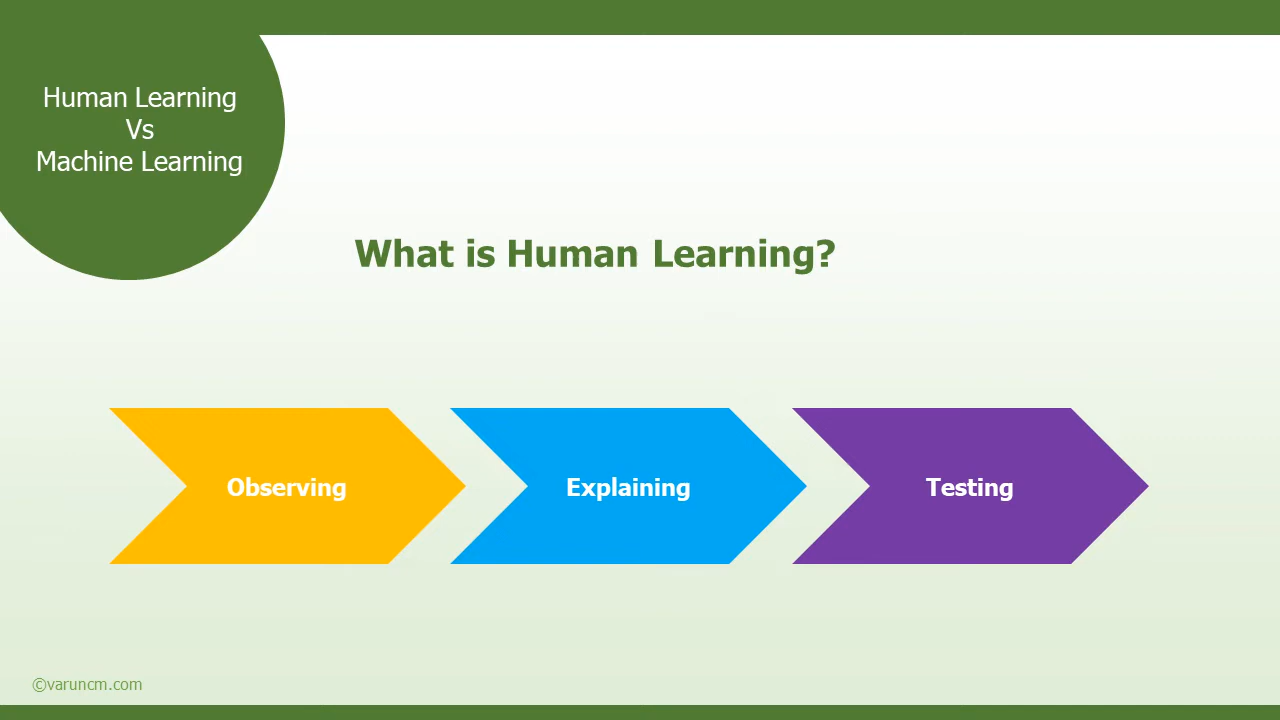 Human Learning
Vs
Machine Learning
What is Human Learning?
Observing
Explaining
Testing
©varuncm.com